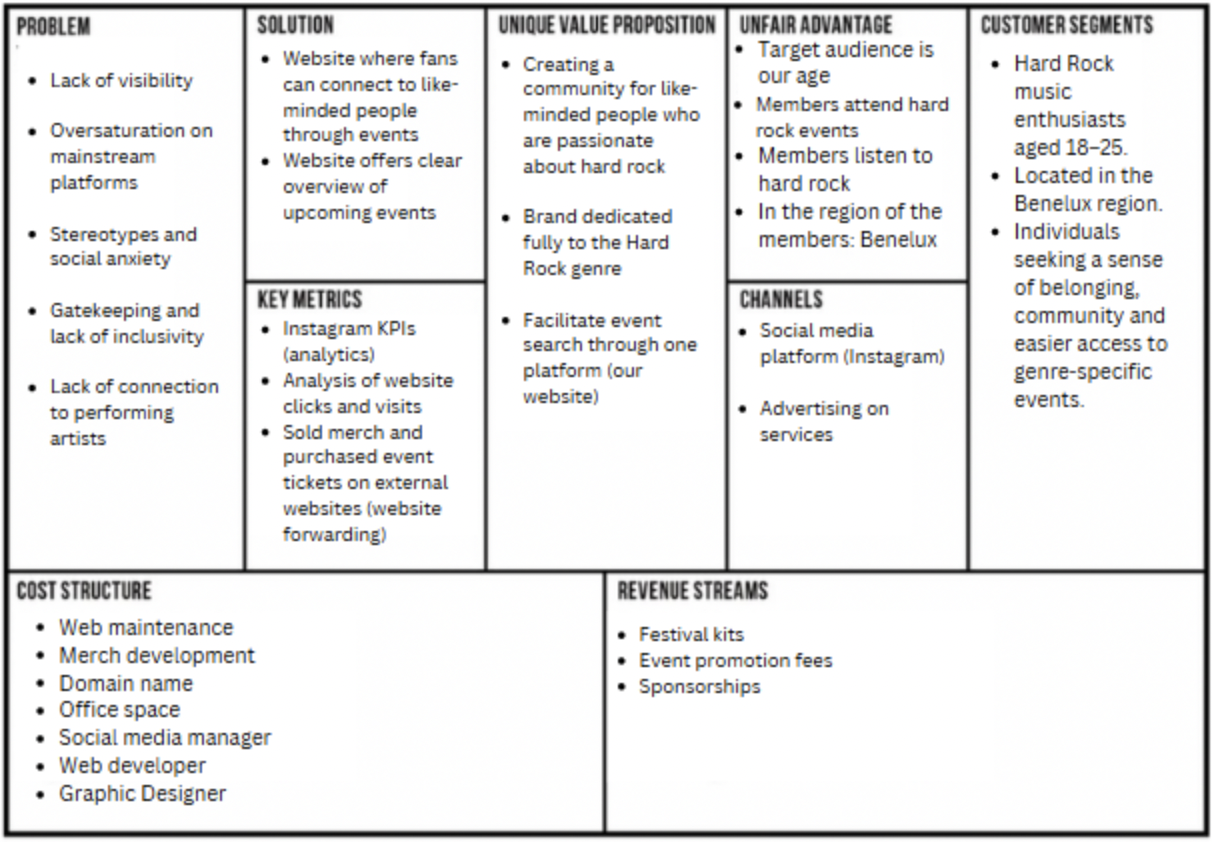 PROBLEM
• Lack of visibility
• Oversaturation on
mainstream
platforms
• Stereotypes and
social anxiety
• Gatekeeping and
lack of inclusivity
• Lack of connection
to performing
artists
SOLUTION
• Website where fans
can connect to like-
minded people
through events
• Website offers clear
overview of
upcoming events
KEY METRICS
• Instagram KPIs
(analytics)
• Analysis of website
clicks and visits
• Sold merch and
purchased event
tickets on external
websites (website
forwarding)
UNIQUE VALUE PROPOSITION
• Creating a
community for like-
minded people who
are passionate
about hard rock
• Brand dedicated
fully to the Hard
Rock genre
• Facilitate event
search through one
platform (our
website)
UNFAIR ADVANTAGE
• Target audience is
our age
• Members attend hard
rock events
• Members listen to
hard rock
• In the region of the
members: Benelux
CHANNELS
• Social media
platform (Instagram)
• Advertising on
services
CUSTOMER SEGMENTS
• Hard Rock
music
enthusiasts
aged 18–25.
• Located in the
Benelux region.
• Individuals
seeking a sense
of belonging,
community and
easier access to
genre-specific
events.
COST STRUCTURE
• Web maintenance
• Merch development
• Domain name
• Office space
• Social media manager
• Web developer
• Graphic Designer
REVENUE STREAMS
• Festival kits
• Event promotion fees
• Sponsorships